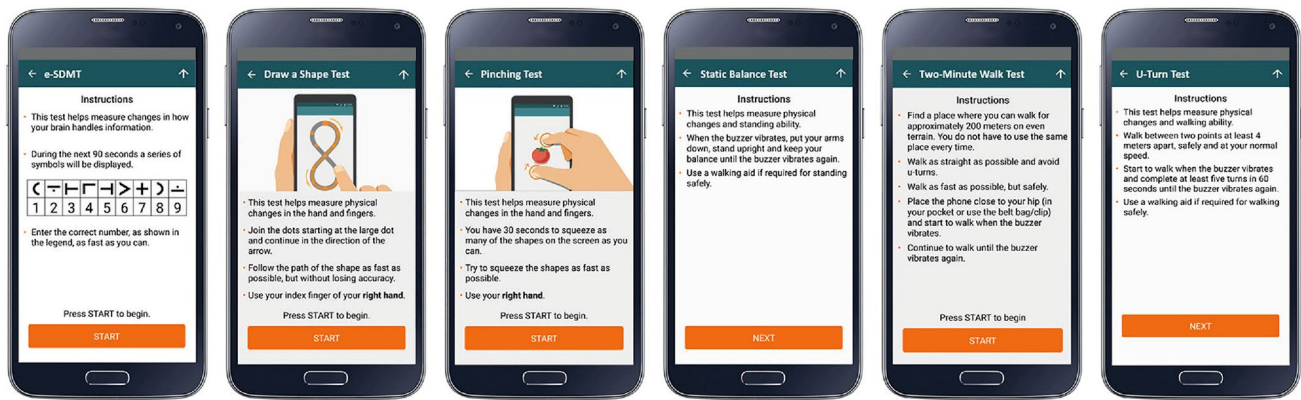 e-SDMT
Instructions
• This test helps measure changes in how
your brain handles information.
• During the next 90 seconds a series of
symbols will be displayed.
1 2 3 4 5 6 7 8 9
• Enter the correct number, as shown in
the legend, as fast as you can.
Press START to begin.
START
Draw a Shape Test
• This test helps measure physical
changes in the hand and fingers.
• Join the dots starting at the large dot
and continue in the direction of the
arrow.
• Follow the path of the shape as fast as
possible, but without losing accuracy.
• Use your index finger of your right hand.
Press START to begin.
START
Pinching Test
• This test helps measure physical
changes in the hand and fingers.
• You have 30 seconds to squeeze as
many of the shapes on the screen as you
can.
• Try to squeeze the shapes as fast as
possible.
• Use your right hand.
Press START to begin.
START
Static Balance Test
Instructions
• This test helps measure physical
changes and standing ability.
• When the buzzer vibrates, put your arms
down, stand upright and keep your
balance until the buzzer vibrates again.
• Use a walking aid if required for standing
safely.
NEXT
Two-Minute Walk Test
Instructions
• Find a place where you can walk for
approximately 200 meters on even
terrain. You do not have to use the same
place every time.
• Walk as straight as possible and avoid
u-turns.
• Walk as fast as possible, but safely.
• Place the phone close to your hip (in
your pocket or use the belt bag/clip)
and start to walk when the buzzer
vibrates.
• Continue to walk until the buzzer
vibrates again.
Press START to begin
START
U-Turn Test
Instructions
• This test helps measure physical
changes and walking ability.
• Walk between two points at least 4
meters apart, safely and at your normal
speed.
• Start to walk when the buzzer vibrates
and complete at least five turns in 60
seconds until the buzzer vibrates again.
• Use a walking aid if required for walking
safely.
NEXT